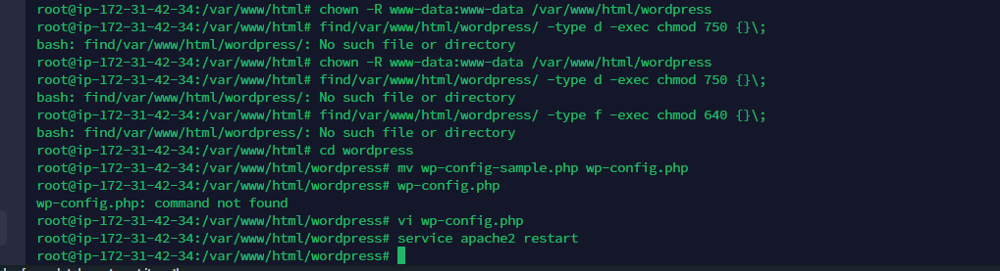 root@ip-172-31-42-34:/var/www/html# chown -R www-data:www-data /var/www/html/wordpress
root@ip-172-31-42-34:/var/www/html# find/var/www/html/wordpress/ -type d -exec chmod 750 {}\;
bash: find/var/www/html/wordpress/: No such file or directory
root@ip-172-31-42-34:/var/www/html# chown -R www-data:www-data /var/www/html/wordpress
root@ip-172-31-42-34:/var/www/html# find/var/www/html/wordpress/ -type d -exec chmod 750 {}\;
bash: find/var/www/html/wordpress/: No such file or directory
root@ip-172-31-42-34:/var/www/html# find/var/www/html/wordpress/ -type f -exec chmod 640 {}\;
bash: find/var/www/html/wordpress/: No such file or directory
root@ip-172-31-42-34:/var/www/html# cd wordpress
root@ip-172-31-42-34:/var/www/html/wordpress# mv wp-config-sample.php wp-config.php
root@ip-172-31-42-34:/var/www/html/wordpress# wp-config.php
wp-config.php: command not found
root@ip-172-31-42-34:/var/www/html/wordpress# vi wp-config.php
root@ip-172-31-42-34:/var/www/html/wordpress# service apache2 restart
root@ip-172-31-42-34:/var/www/html/wordpress#